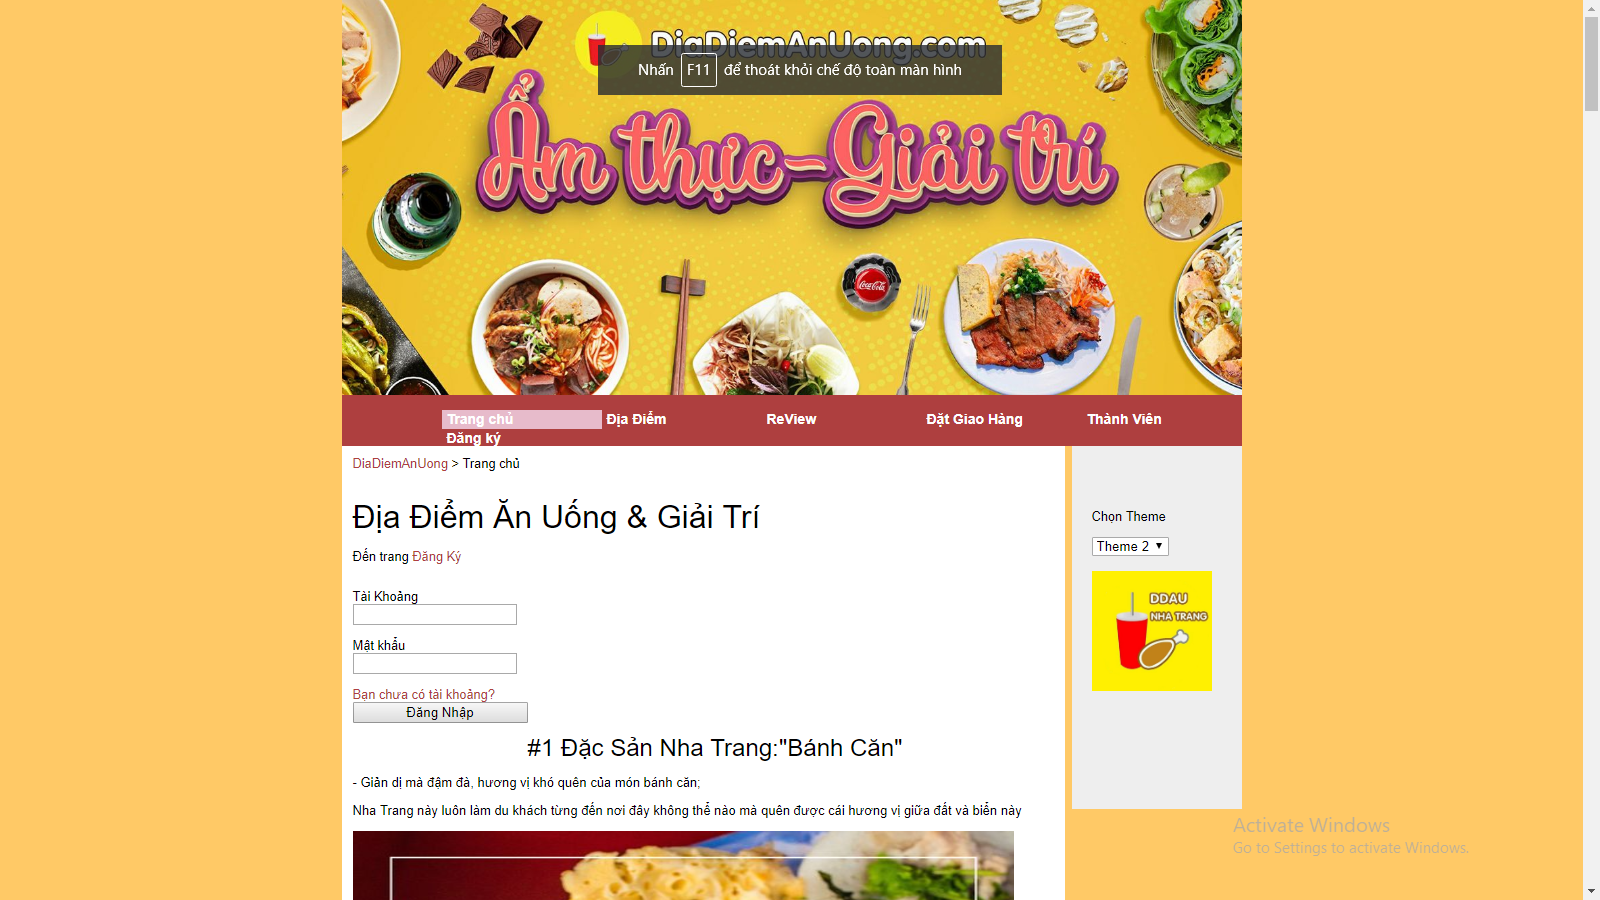 DiaDiemAnUong.com
Nhấn F11 để thoát khỏi chế độ toàn màn hình
Ẩm thực-Giải trí
Coca-Cola
Trang chủ Địa Điểm ReView Đặt Giao Hàng Thành Viên
Đăng ký
DiaDiemAnUong > Trang chủ
Địa Điểm Ăn Uống & Giải Trí
Đến trang Đăng Ký
Tài Khoảng
Mật khẩu
Bạn chưa có tài khoảng?
Đăng Nhập
#1 Đặc Sản Nha Trang:"Bánh Căn"
- Giản dị mà đậm đà, hương vị khó quên của món bánh căn;
Nha Trang này luôn làm du khách từng đến nơi đây không thể nào mà quên được cái hương vị giữa đất và biển này
Chọn Theme
Theme 2
DDAU
NHA TRANG
Activate Windows
Go to Settings to activate Windows.